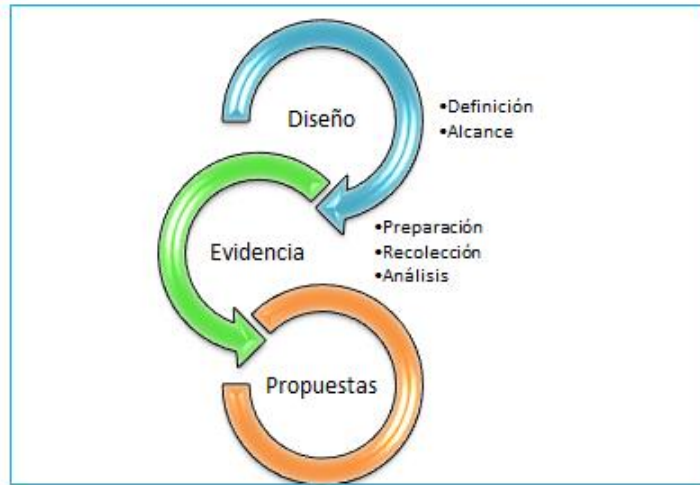 Diseño
•Definición
•Alcance
Evidencia
•Preparación
•Recolección
•Análisis
Propuestas